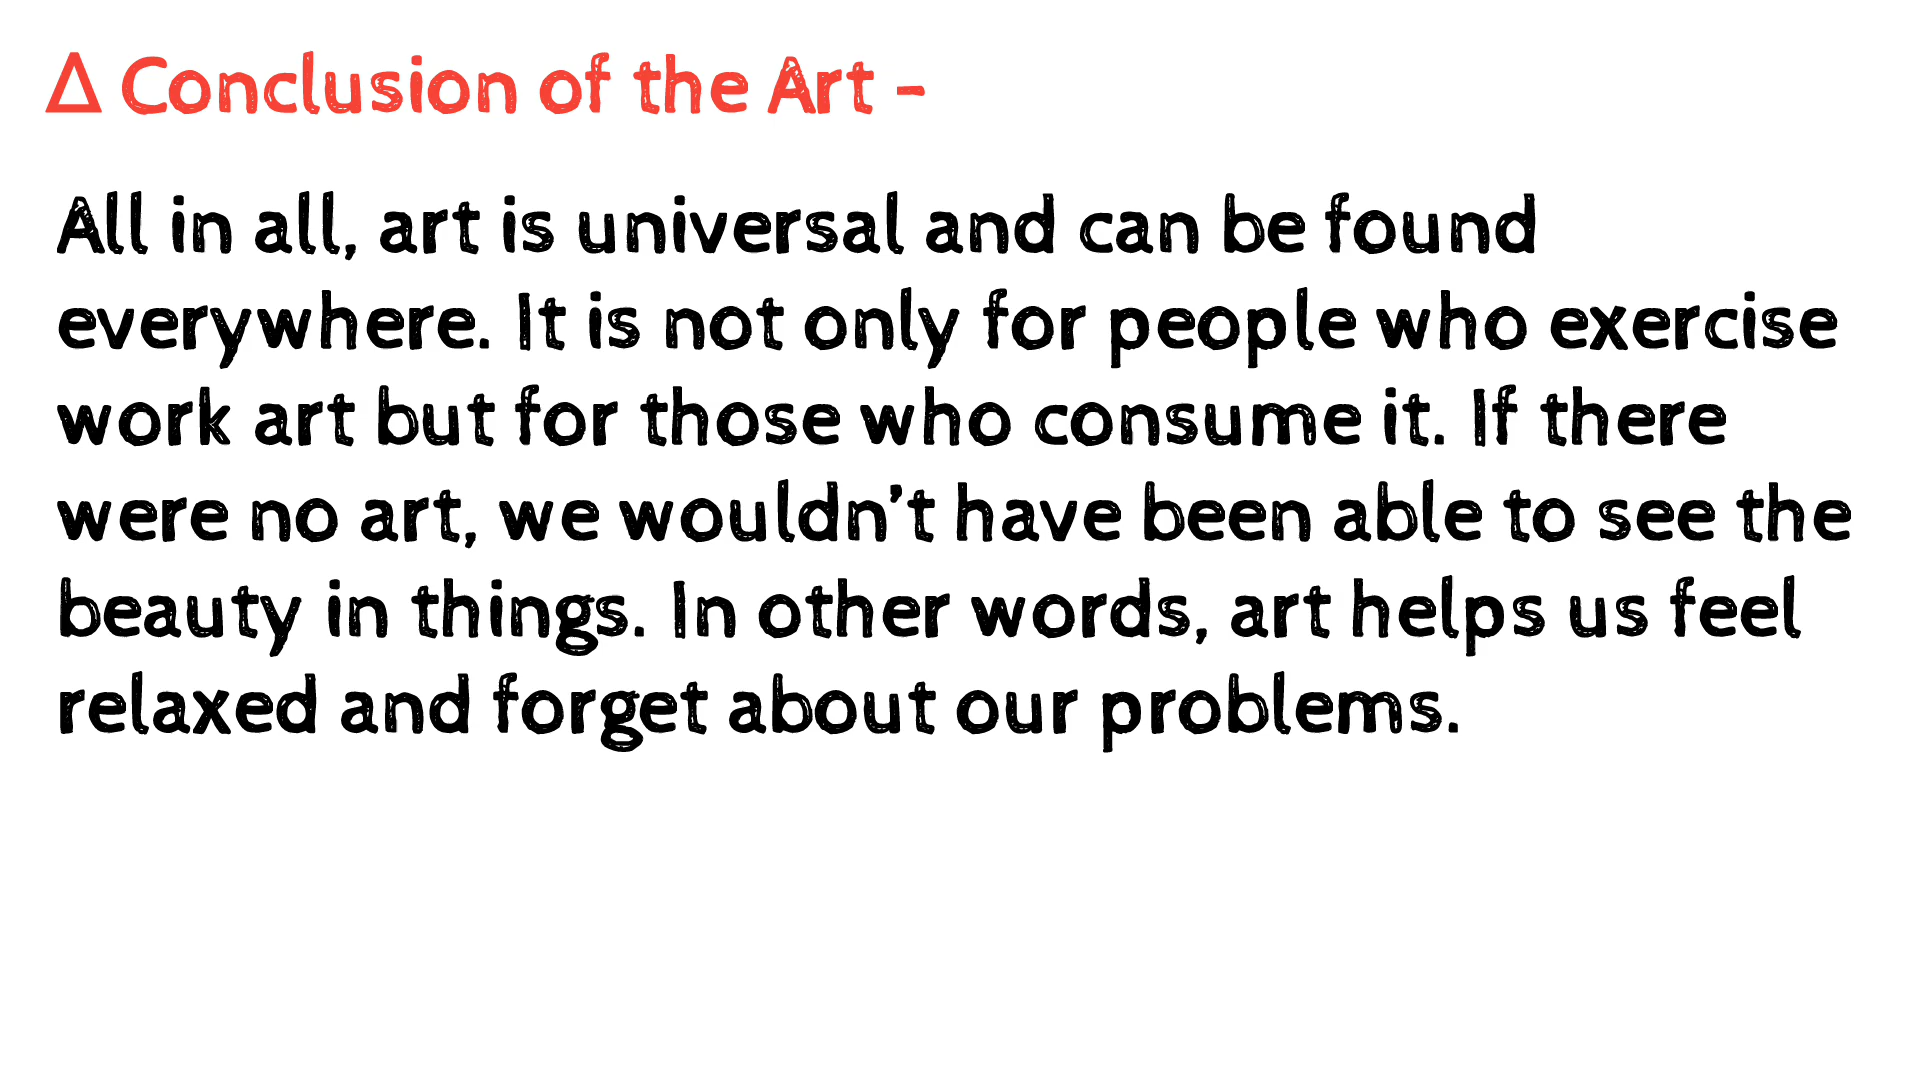 Δ Conclusion of the Art -
All in all, art is universal and can be found
everywhere. It is not only for people who exercise
work art but for those who consume it. If there
were no art, we wouldn't have been able to see the
beauty in things. In other words, art helps us feel
relaxed and forget about our problems.